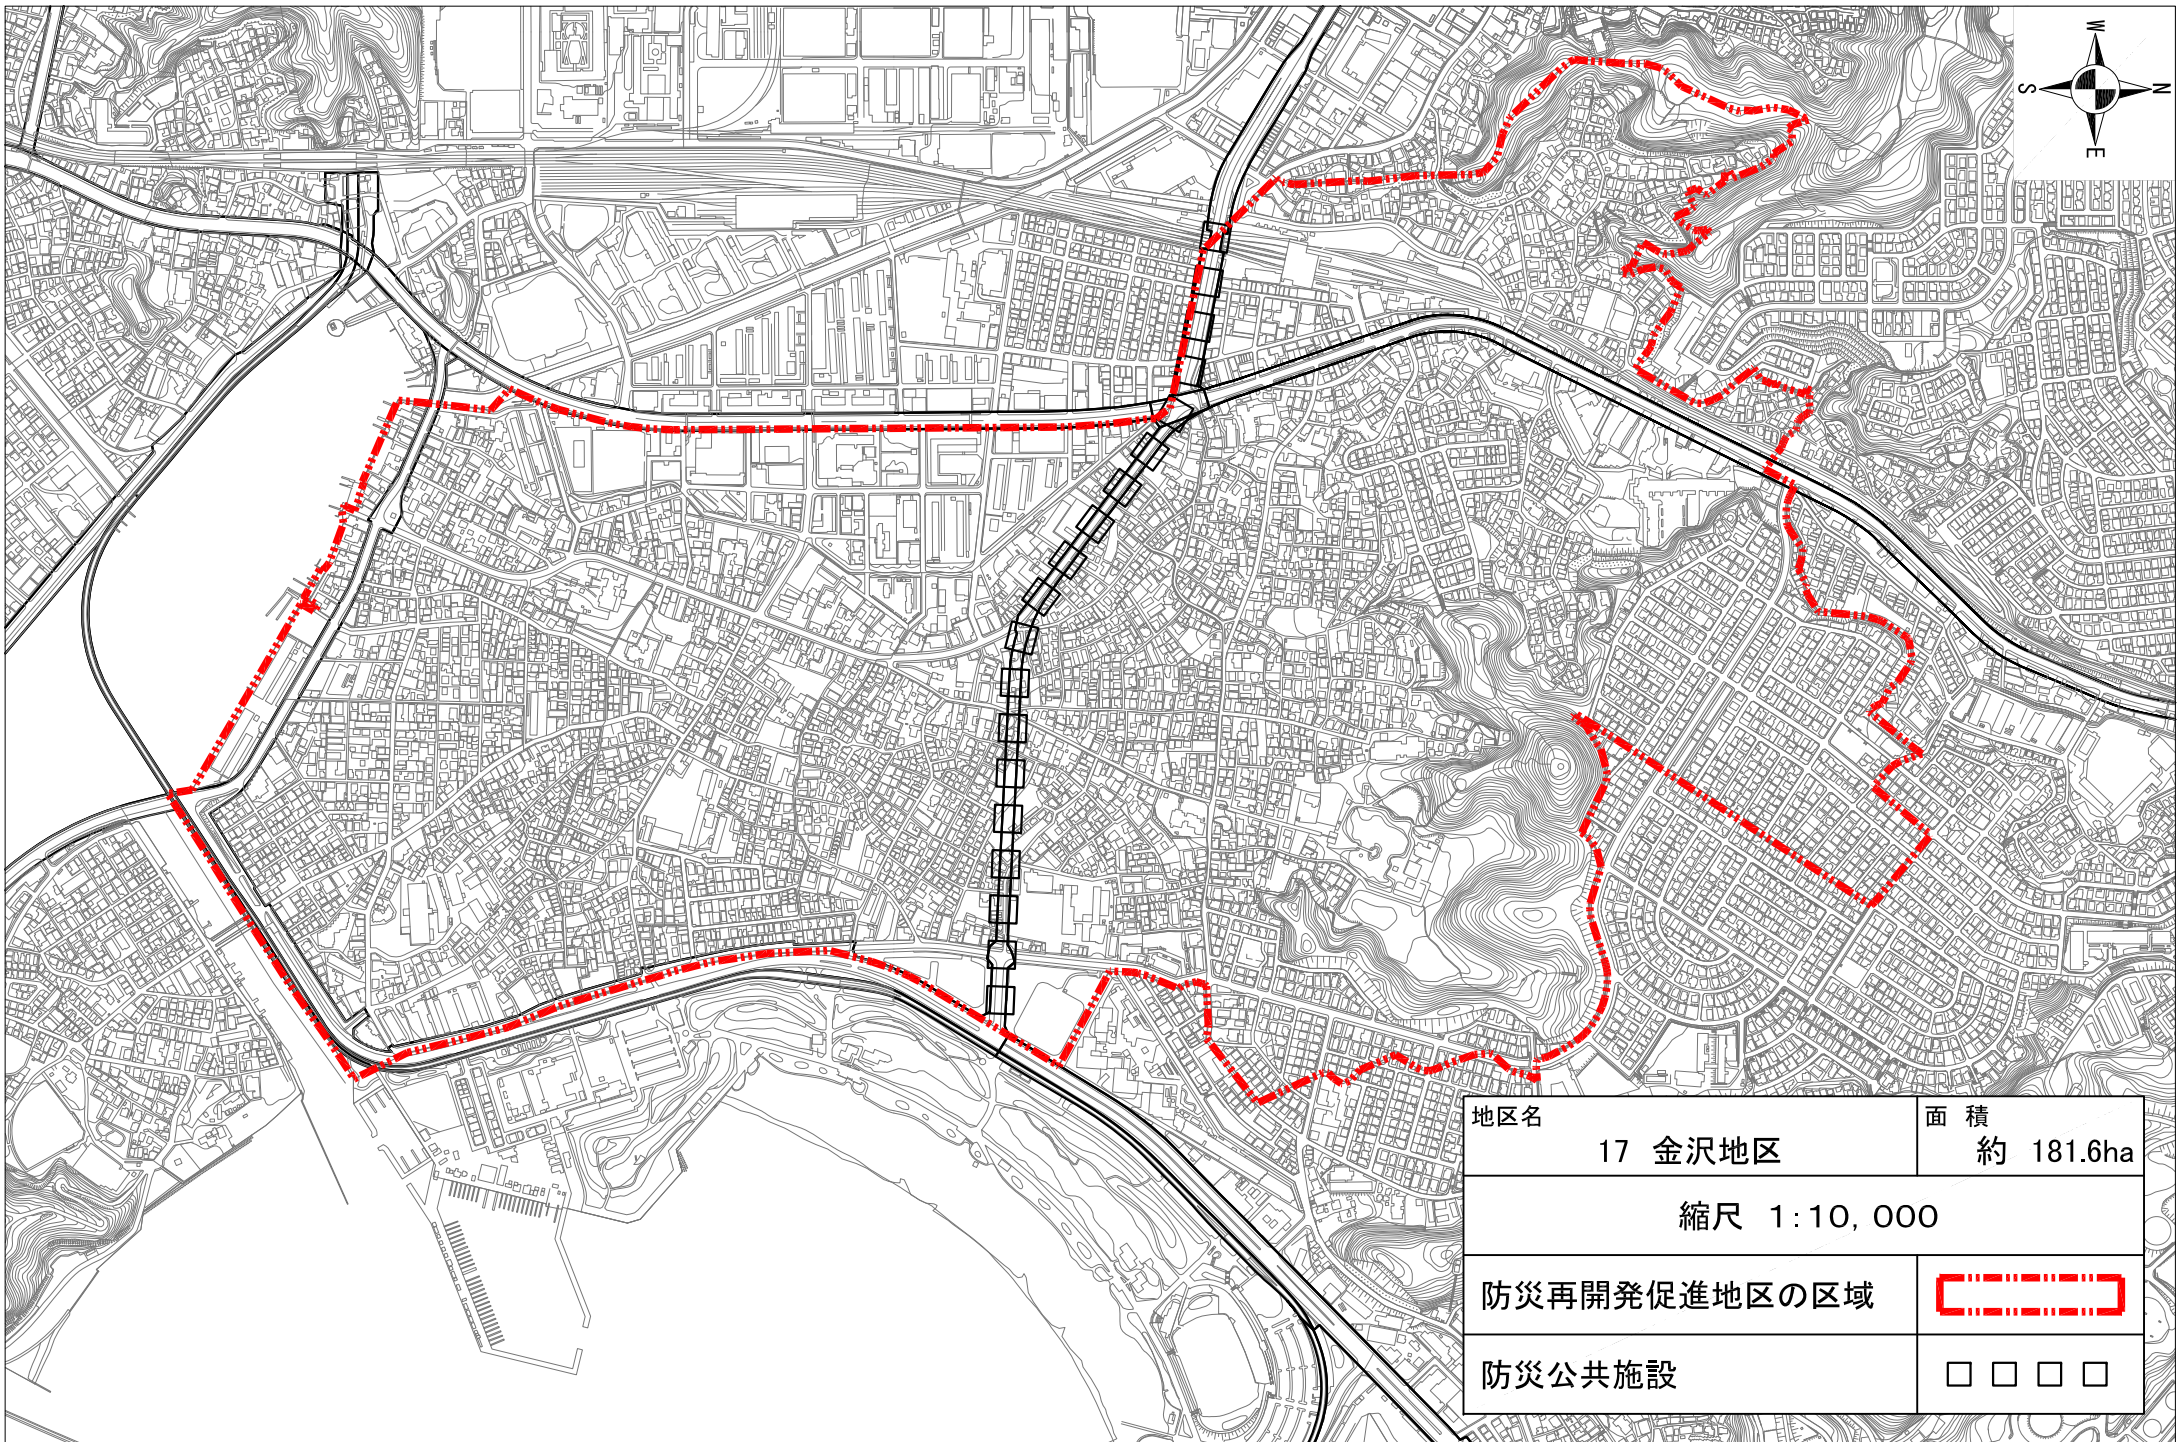 W
S N
E
地区名
17 金沢地区
面 積
約 181.6ha
縮尺 1:10,000
防災再開発促進地区の区域
防災公共施設